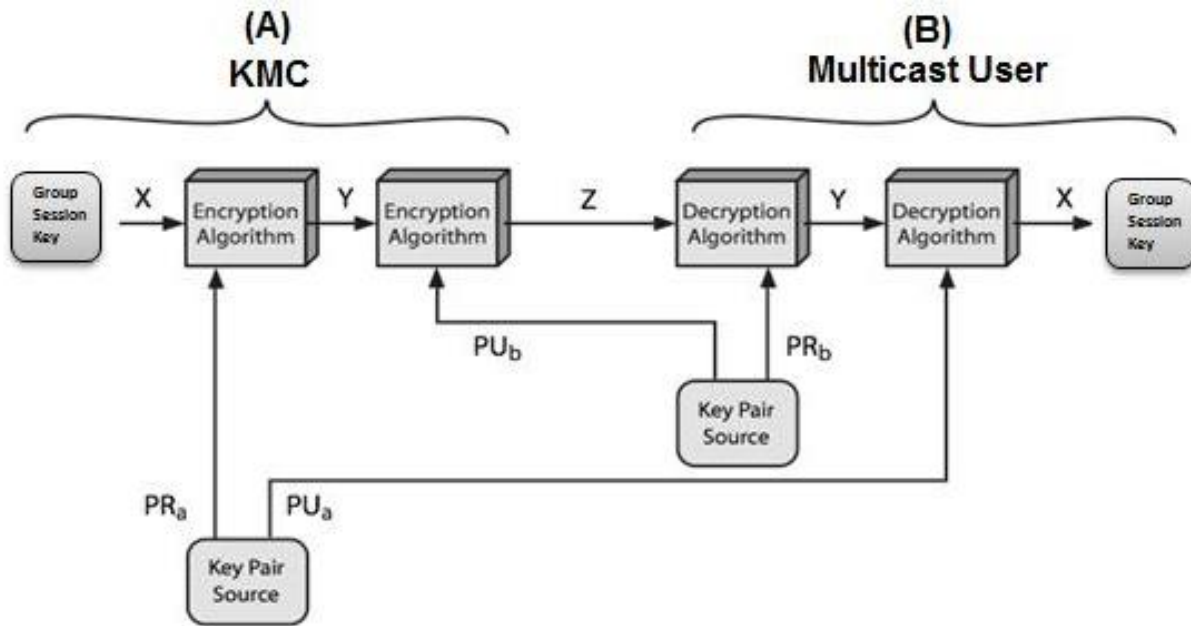 (A)
KMC
(B)
Multicast User
Group
Session
Key
X
Encryption
Algorithm
Y
Encryption
Algorithm
Z
Decryption
Algorithm
Y
Decryption
Algorithm
X
Group
Session
Key
PUb
PRb
Key Pair
Source
PRa
PUa
Key Pair
Source